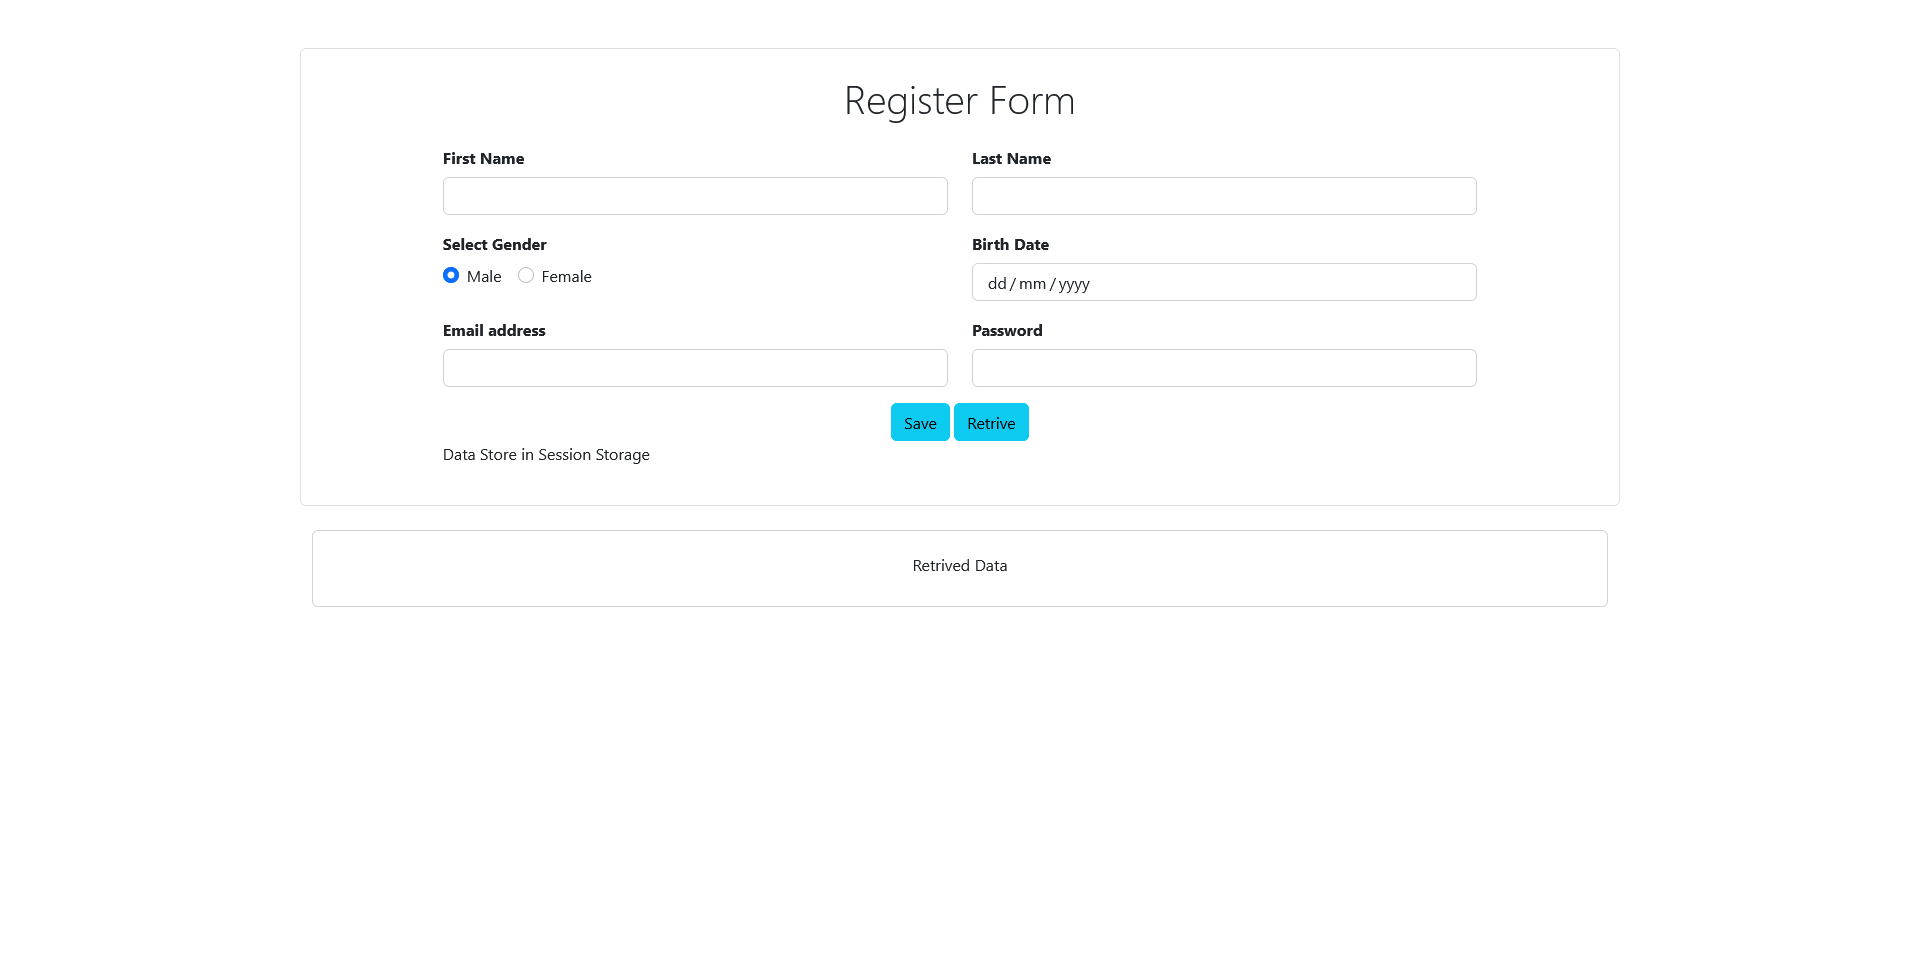 Register Form
First Name
Last Name
Select Gender
Male
Female
Birth Date
dd/mm/yyyy
Email address
Password
Save
Retrive
Data Store in Session Storage
Retrived Data